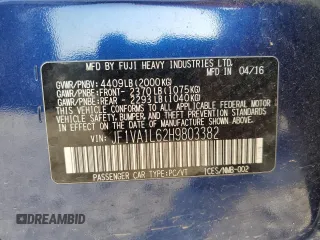 MFD BY FUJI HEAVY INDUSTRIES LTD.
MFD IN 04/16
GVWR/PNBV: 4409LB(2000KG)
GAWR/PNBE: FRONT- 2370LB(1075KG)
GAWR/PNBE: REAR - 2293LB(1040KG)
THIS VEHICLE CONFORMS TO ALL APPLICABLE
FEDERAL MOTOR VEHICLE SAFETY, BUMPER, AND
THEFT PREVENTION STANDARDS IN EFFECT ON THE
DATE OF MANUFACTURE SHOWN ABOVE.
VIN: JF1VA1L62H9803382
PASSENGER CAR TYPE:PC/VT ICES/NMB-002
DREAMBID